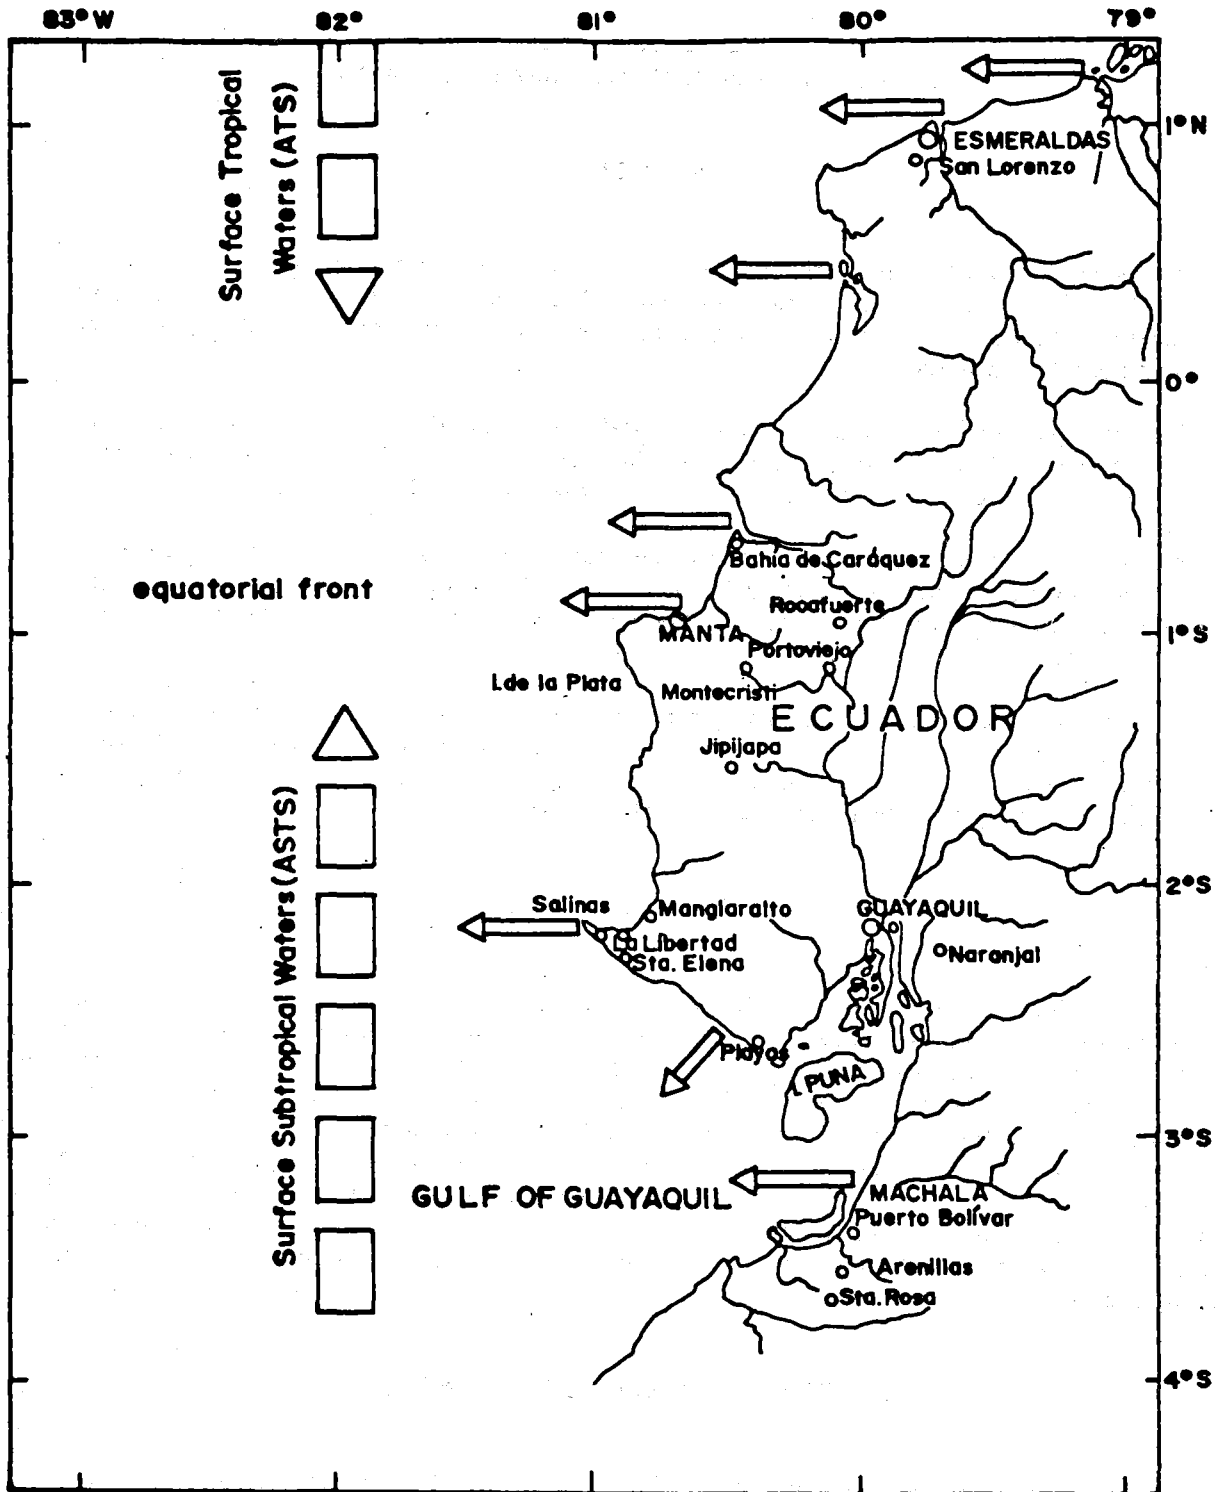 83°W 82° 81° 80° 79°
Surface Tropical
Waters (ATS)
1°N
ESMERALDAS
San Lorenzo
0°
Bahía de Caráquez
equatorial front
Rocafuerte
1°S
MANTA
Portoviejo
I.de la Plata
Montecristi
ECUADOR
Jipijapa
Surface Subtropical Waters(ASTS)
2°S
Salinas
Manglaralto
GUAYAQUIL
La Libertad
Sta. Elena
Naranjal
Playas
PUNA
3°S
GULF OF GUAYAQUIL
MACHALA
Puerto Bolívar
Arenillas
Sta. Rosa
4°S